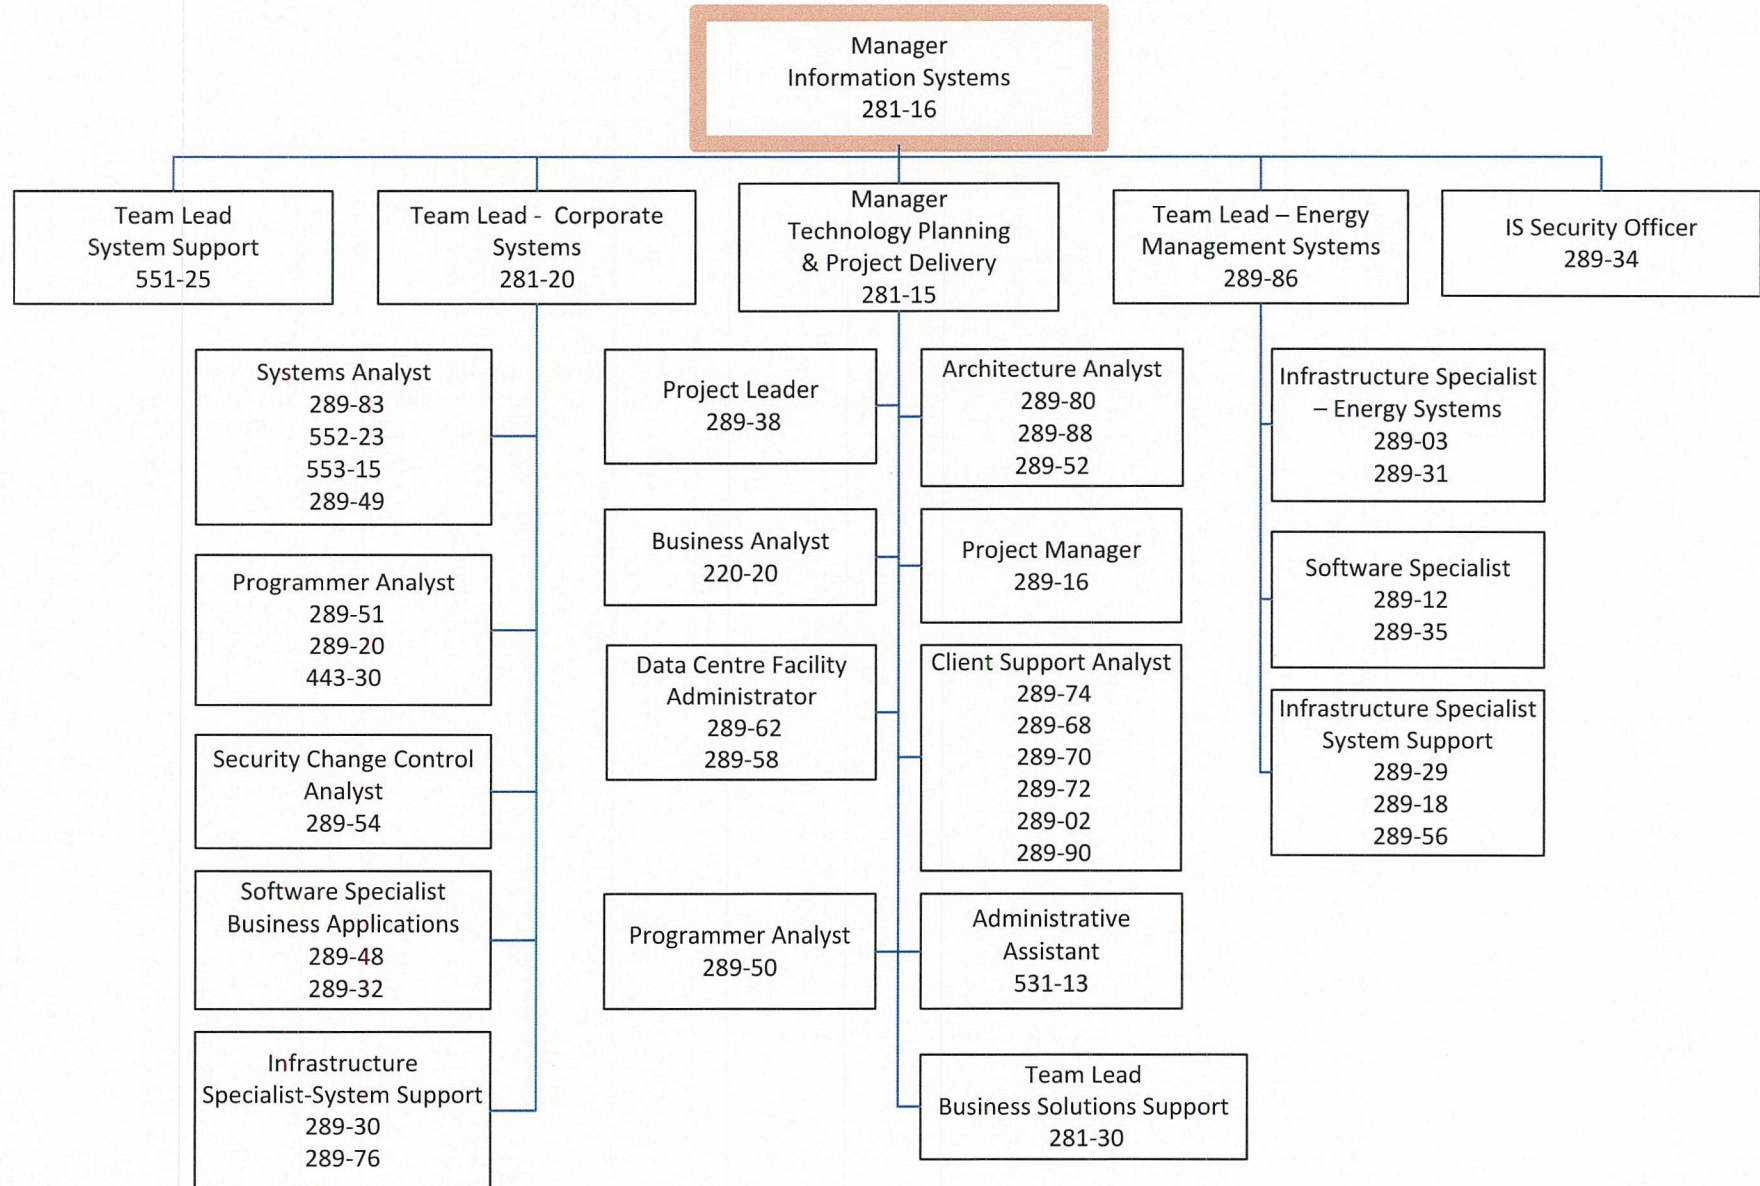 Manager
Information Systems
281-16
Team Lead
System Support
551-25
Team Lead - Corporate
Systems
281-20
Manager
Technology Planning
& Project Delivery
281-15
Team Lead – Energy
Management Systems
289-86
IS Security Officer
289-34
Systems Analyst
289-83
552-23
553-15
289-49
Programmer Analyst
289-51
289-20
443-30
Security Change Control
Analyst
289-54
Software Specialist
Business Applications
289-48
289-32
Infrastructure
Specialist-System Support
289-30
289-76
Project Leader
289-38
Business Analyst
220-20
Data Centre Facility
Administrator
289-62
289-58
Programmer Analyst
289-50
Architecture Analyst
289-80
289-88
289-52
Project Manager
289-16
Client Support Analyst
289-74
289-68
289-70
289-72
289-02
289-90
Administrative
Assistant
531-13
Team Lead
Business Solutions Support
281-30
Infrastructure Specialist
– Energy Systems
289-03
289-31
Software Specialist
289-12
289-35
Infrastructure Specialist
System Support
289-29
289-18
289-56